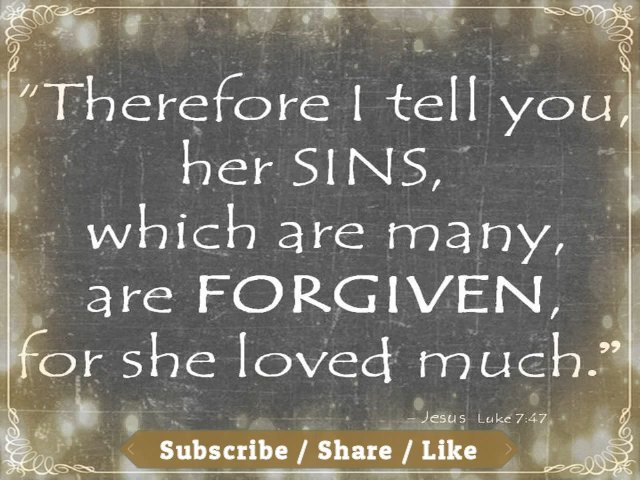 “Therefore I tell you,
her SINS,
which are many,
are FORGIVEN,
for she loved much.”
– Jesus Luke 7:47
Subscribe / Share / Like